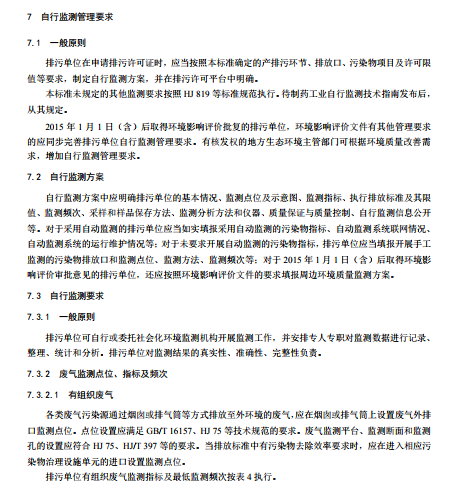 7 自行监测管理要求
7.1 一般原则
排污单位在申请排污许可证时，应当按照本标准确定的产排污环节、排放口、污染物项目及许可限
值等要求，制定自行监测方案，并在排污许可平台中明确。
本标准未规定的其他监测要求按照 HJ 819 等标准规范执行。待制药工业自行监测技术指南发布后，
从其规定。
2015 年 1 月 1 日（含）后取得环境影响评价批复的排污单位，环境影响评价文件有其他管理要求
的应同步完善排污单位自行监测管理要求。有核发权的地方生态环境主管部门可根据环境质量改善需
求，增加自行监测管理要求。
7.2 自行监测方案
自行监测方案中应明确排污单位的基本情况、监测点位及示意图、监测指标、执行排放标准及其限
值、监测频次、采样和样品保存方法、监测分析方法和仪器、质量保证与质量控制、自行监测信息公开
等。对于采用自动监测的排污单位应当如实填报采用自动监测的污染物指标、自动监测系统联网情况、
自动监测系统的运行维护情况等；对于未要求开展自动监测的污染物指标，排污单位应当填报开展手工
监测的污染物排放口和监测点位、监测方法、监测频次等；对于 2015 年 1 月 1 日（含）后取得环境影
响评价审批意见的排污单位，还应按照环境影响评价文件的要求填报周边环境质量监测方案。
7.3 自行监测要求
7.3.1 一般原则
排污单位可自行或委托社会化环境监测机构开展监测工作，并安排专人专职对监测数据进行记录、
整理、统计和分析。排污单位对监测结果的真实性、准确性、完整性负责。
7.3.2 废气监测点位、指标及频次
7.3.2.1 有组织废气
各类废气污染源通过烟囱或排气筒等方式排放至外环境的废气，应在烟囱或排气筒上设置废气外排
口监测点位。点位设置应满足 GB/T 16157、HJ 75 等技术规范的要求。废气监测平台、监测断面和监测
孔的设置应符合 HJ 75、HJ/T 397 等的要求。当排放标准中有污染物去除效率要求时，应在进入相应污
染物治理设施单元的进口设置监测点位。
排污单位有组织废气监测指标及最低监测频次按表 4 执行。